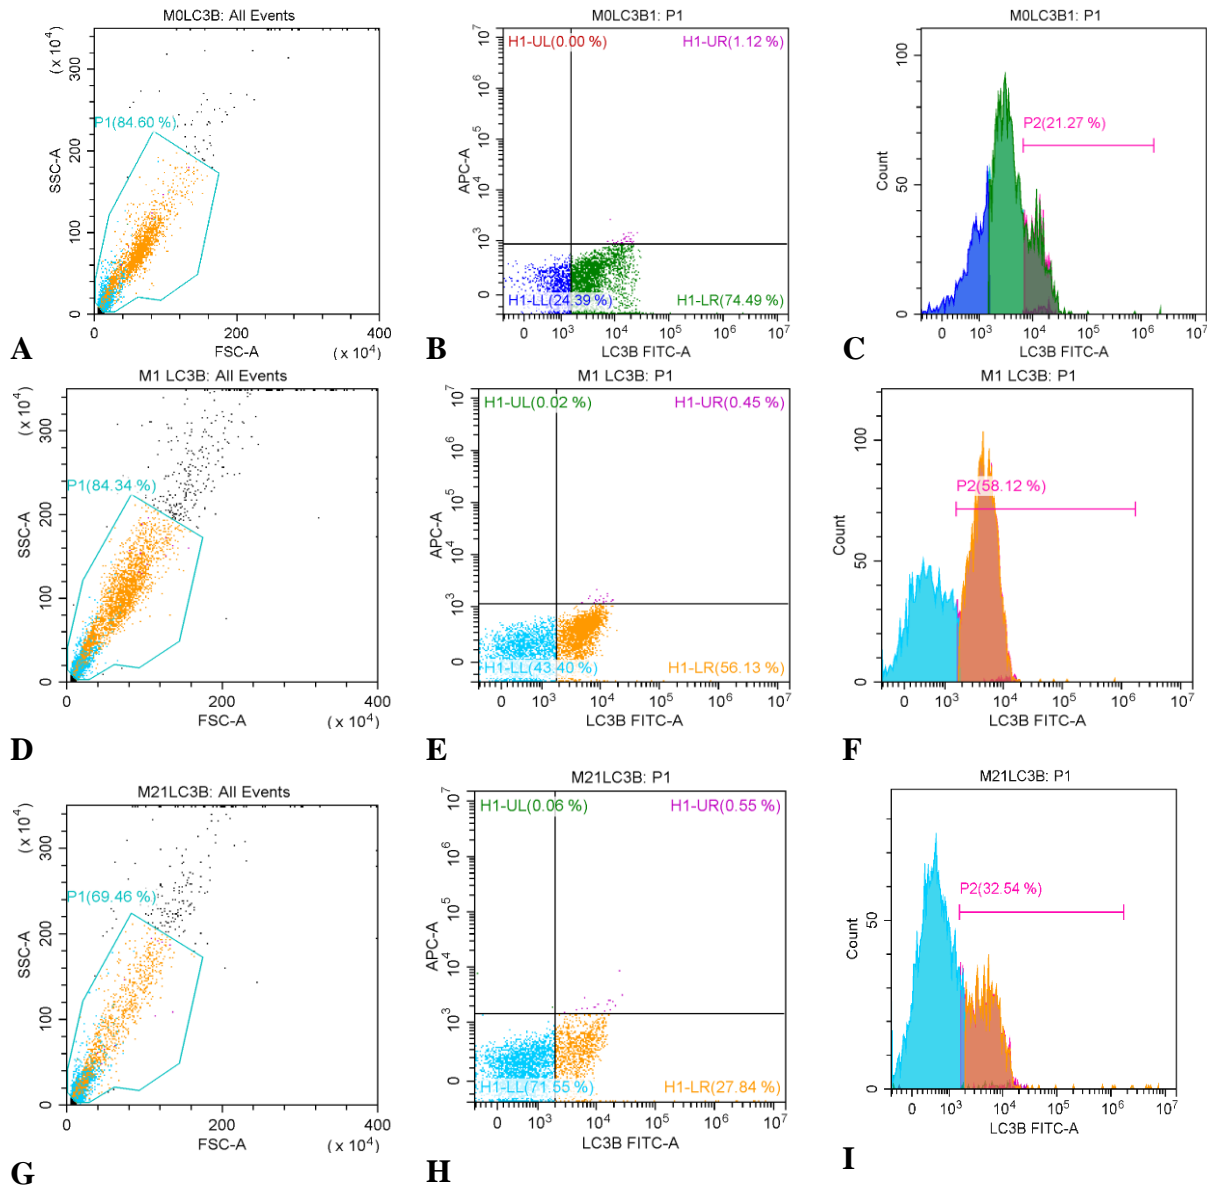 M0LC3B: All Events
(x 10⁴)
300
200
100
0
SSC-A
P1(84.60 %)
0
200
400
FSC-A
(x 10⁴)
A
M0LC3B1: P1
H1-UL(0.00 %)
H1-UR(1.12 %)
10⁷
10⁶
10⁵
10⁴
10³
0
APC-A
H1-LL(24.39 %)
H1-LR(74.49 %)
10³
10⁴
10⁵
10⁶
10⁷
LC3B FITC-A
B
M0LC3B1: P1
100
50
0
Count
P2(21.27 %)
0
10³
10⁴
10⁵
10⁶
10⁷
LC3B FITC-A
C
M1 LC3B: All Events
(x 10⁴)
300
200
100
0
SSC-A
P1(84.34 %)
0
200
400
FSC-A
(x 10⁴)
D
M1 LC3B: P1
H1-UL(0.02 %)
H1-UR(0.45 %)
10⁷
10⁶
10⁵
10⁴
10³
0
APC-A
H1-LL(43.40 %)
H1-LR(56.13 %)
0
10³
10⁴
10⁵
10⁶
10⁷
LC3B FITC-A
E
M1 LC3B: P1
100
50
0
Count
P2(58.12 %)
0
10³
10⁴
10⁵
10⁶
10⁷
LC3B FITC-A
F
M21LC3B: All Events
(x 10⁴)
300
200
100
0
SSC-A
P1(69.46 %)
0
200
400
FSC-A
(x 10⁴)
G
M21LC3B: P1
H1-UL(0.06 %)
H1-UR(0.55 %)
10⁷
10⁶
10⁵
10⁴
10³
0
APC-A
H1-LL(71.55 %)
H1-LR(27.84 %)
0
10³
10⁴
10⁵
10⁶
10⁷
LC3B FITC-A
H
M21LC3B: P1
50
0
Count
P2(32.54 %)
0
10³
10⁴
10⁵
10⁶
10⁷
LC3B FITC-A
I